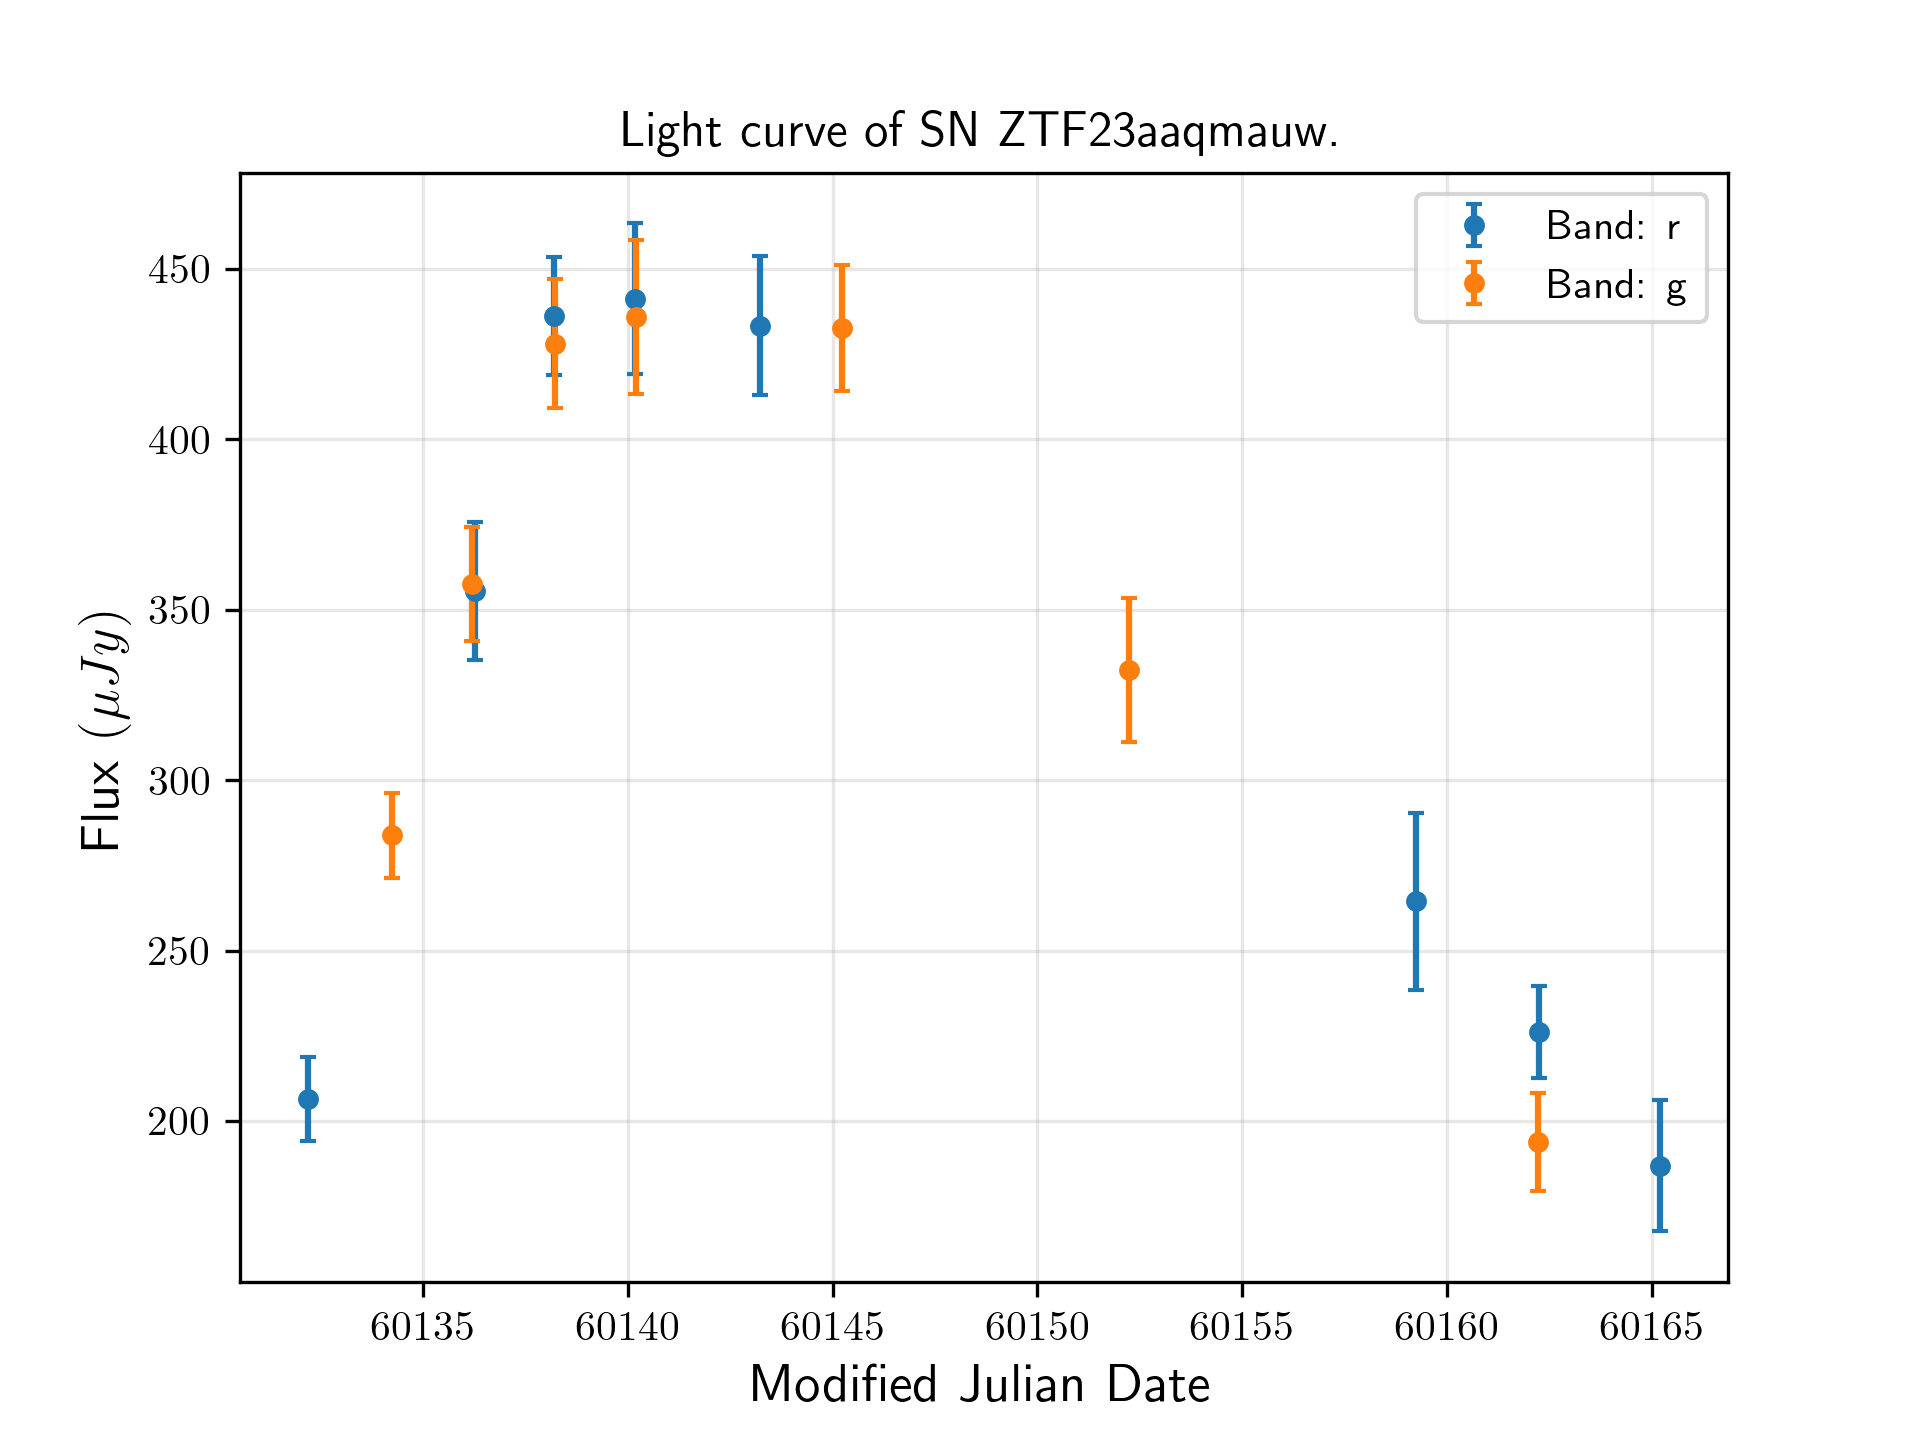 Light curve of SN ZTF23aaqmauw.
Band: r
Band: g
450
400
350
300
250
200
Flux (μJy)
60135 60140 60145 60150 60155 60160 60165
Modified Julian Date